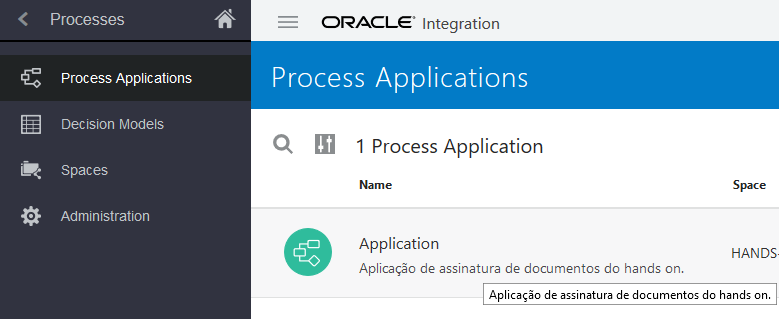 Processes
Process Applications
Decision Models
Spaces
Administration
ORACLE® Integration
Process Applications
1 Process Application
Name Space
Application
Aplicação de assinatura de documentos do hands on.
HANDS-
Aplicação de assinatura de documentos do hands on.